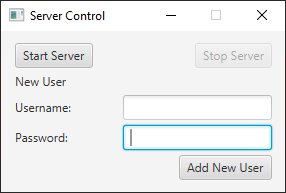 Server Control
Start Server Stop Server
New User
Username:
Password:
Add New User